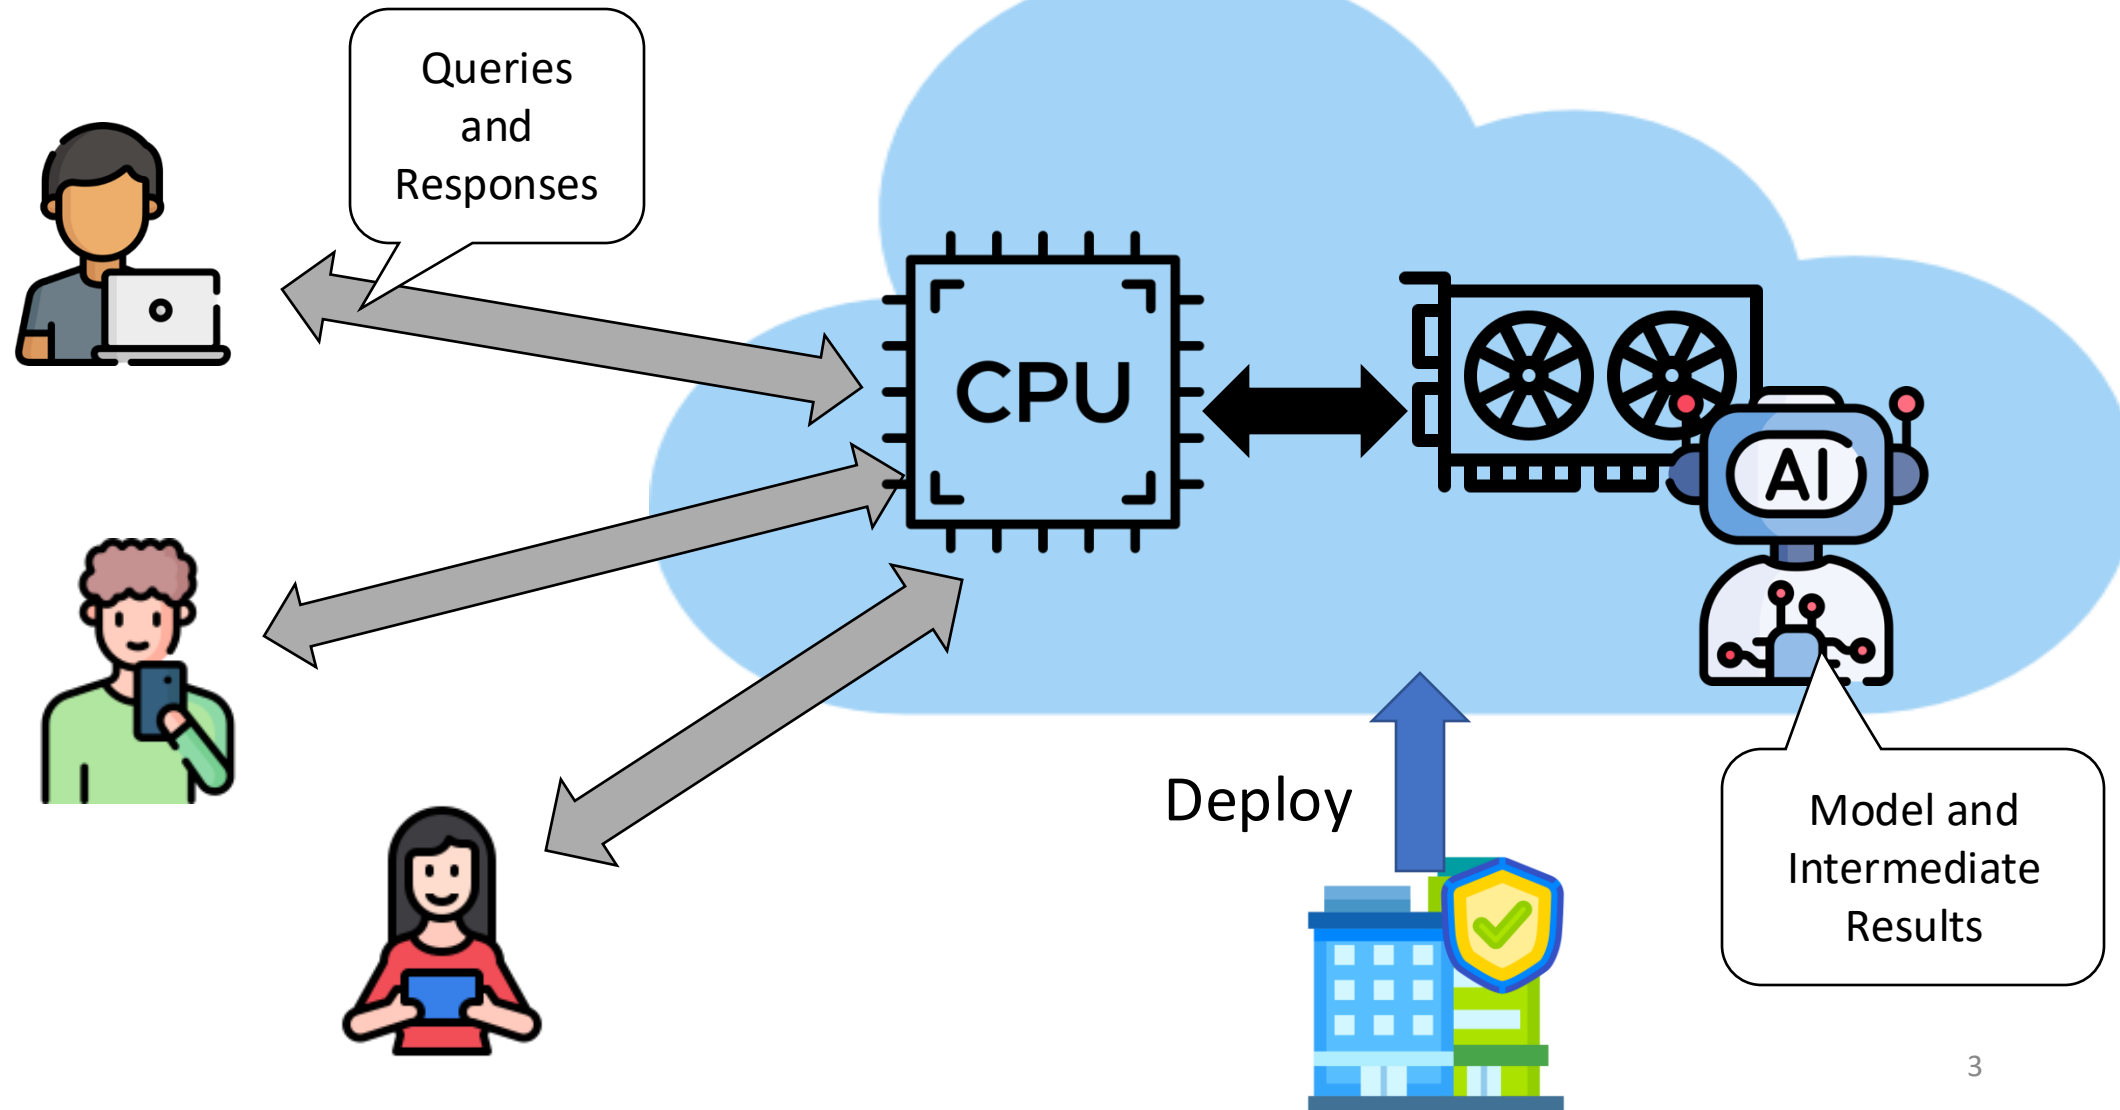 Queries
and
Responses
CPU
AI
Deploy
Model and
Intermediate
Results
3